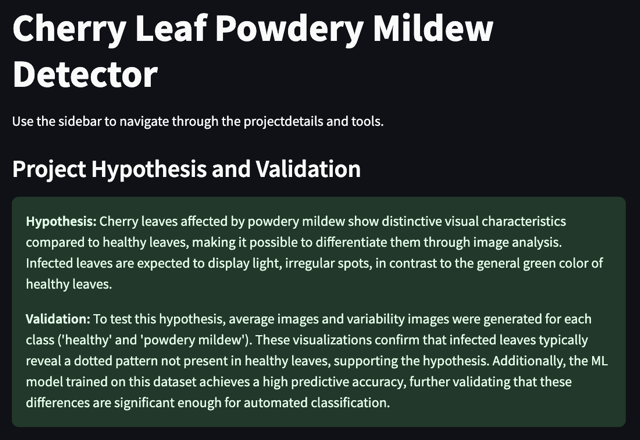 Cherry Leaf Powdery Mildew
Detector
Use the sidebar to navigate through the projectdetails and tools.
Project Hypothesis and Validation
Hypothesis: Cherry leaves affected by powdery mildew show distinctive visual characteristics
compared to healthy leaves, making it possible to differentiate them through image analysis.
Infected leaves are expected to display light, irregular spots, in contrast to the general green color of
healthy leaves.
Validation: To test this hypothesis, average images and variability images were generated for each
class ('healthy' and 'powdery mildew'). These visualizations confirm that infected leaves typically
reveal a dotted pattern not present in healthy leaves, supporting the hypothesis. Additionally, the ML
model trained on this dataset achieves a high predictive accuracy, further validating that these
differences are significant enough for automated classification.